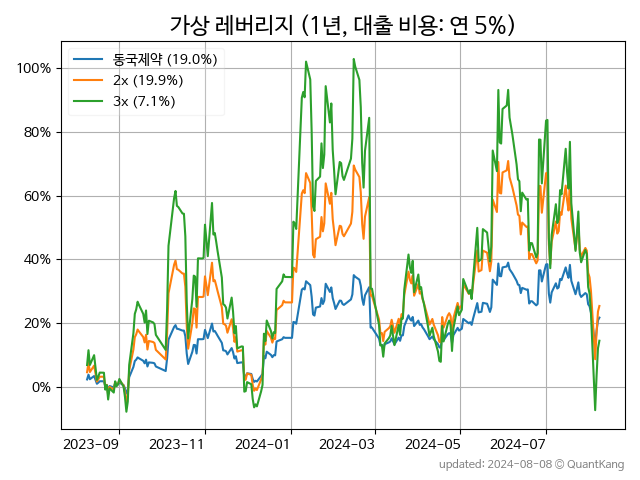 가상 레버리지 (1년, 대출 비용: 연 5%)
동국제약 (19.0%)
2x (19.9%)
3x (7.1%)
100%
80%
60%
40%
20%
0%
2023-09
2023-11
2024-01
2024-03
2024-05
2024-07
updated: 2024-08-08 © QuantKang